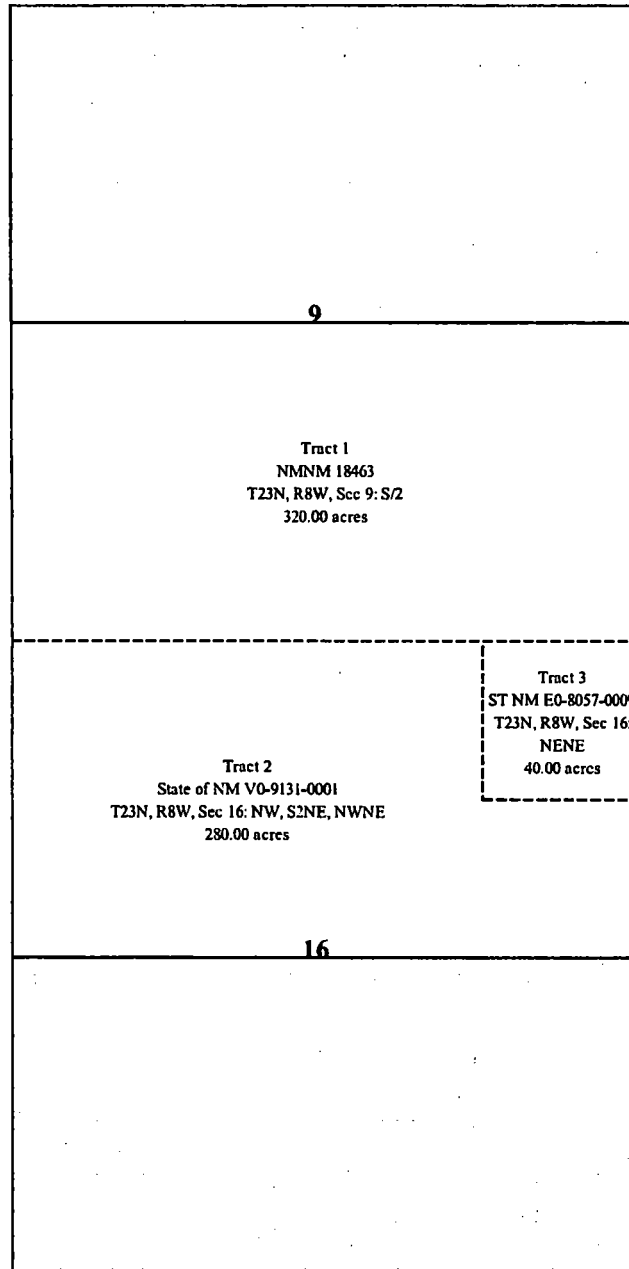 9
Tract 1
NMNM 18463
T23N, R8W, Sec 9: S/2
320.00 acres
Tract 3
ST NM E0-8057-0009
T23N, R8W, Sec 16:
NENE
40.00 acres
Tract 2
State of NM V0-9131-0001
T23N, R8W, Sec 16: NW, S2NE, NWNE
280.00 acres
16